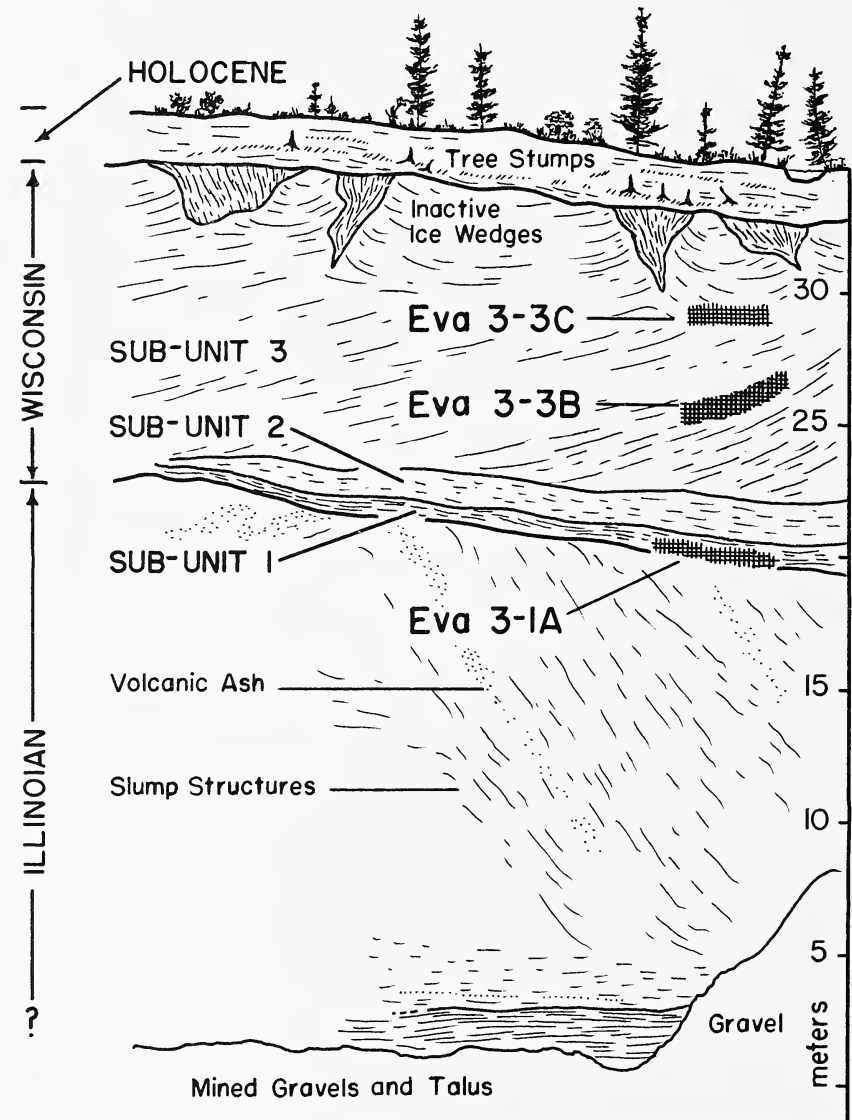 HOLOCENE
Tree Stumps
Inactive
Ice Wedges
30
Eva 3-3C
WISCONSIN
SUB-UNIT 3
Eva 3-3B
25
SUB-UNIT 2
SUB-UNIT 1
Eva 3-1A
Volcanic Ash
15
Slump Structures
10
ILLINOIAN
5
?
Gravel
meters
Mined Gravels and Talus